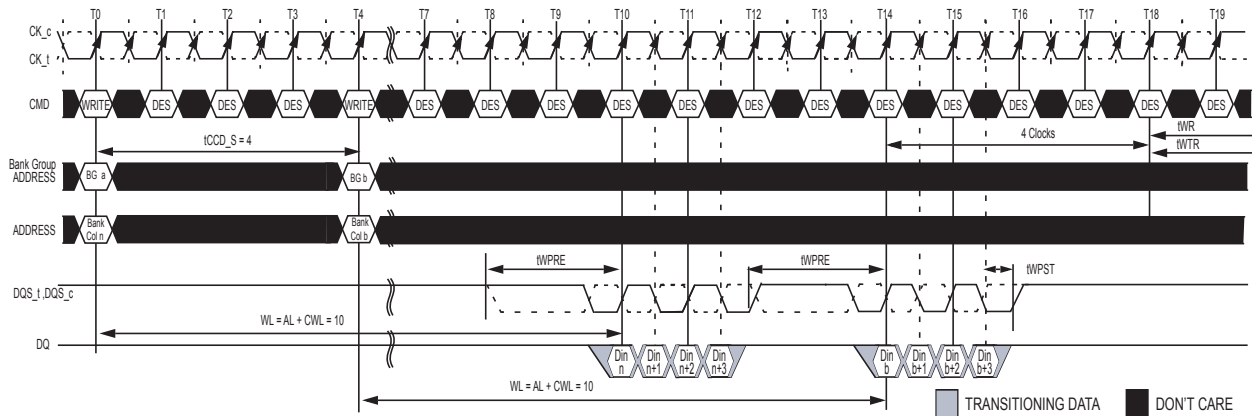 T0 T1 T2 T3 T4 T7 T8 T9 T10 T11 T12 T13 T14 T15 T16 T17 T18 T19
CK_c
CK_t
CMD WRITE DES DES DES WRITE DES DES DES DES DES DES DES DES DES DES DES DES DES
tCCD_S = 4
4 Clocks
tWR
tWTR
Bank Group
ADDRESS
BG a
BG b
ADDRESS
Bank
Col n
Bank
Col b
tWPRE
tWPRE
tWPST
DQS_t ,DQS_c
WL = AL + CWL = 10
DQ
Din
n
Din
n+1
Din
n+2
Din
n+3
Din
b
Din
b+1
Din
b+2
Din
b+3
WL = AL + CWL = 10
TRANSITIONING DATA
DON'T CARE